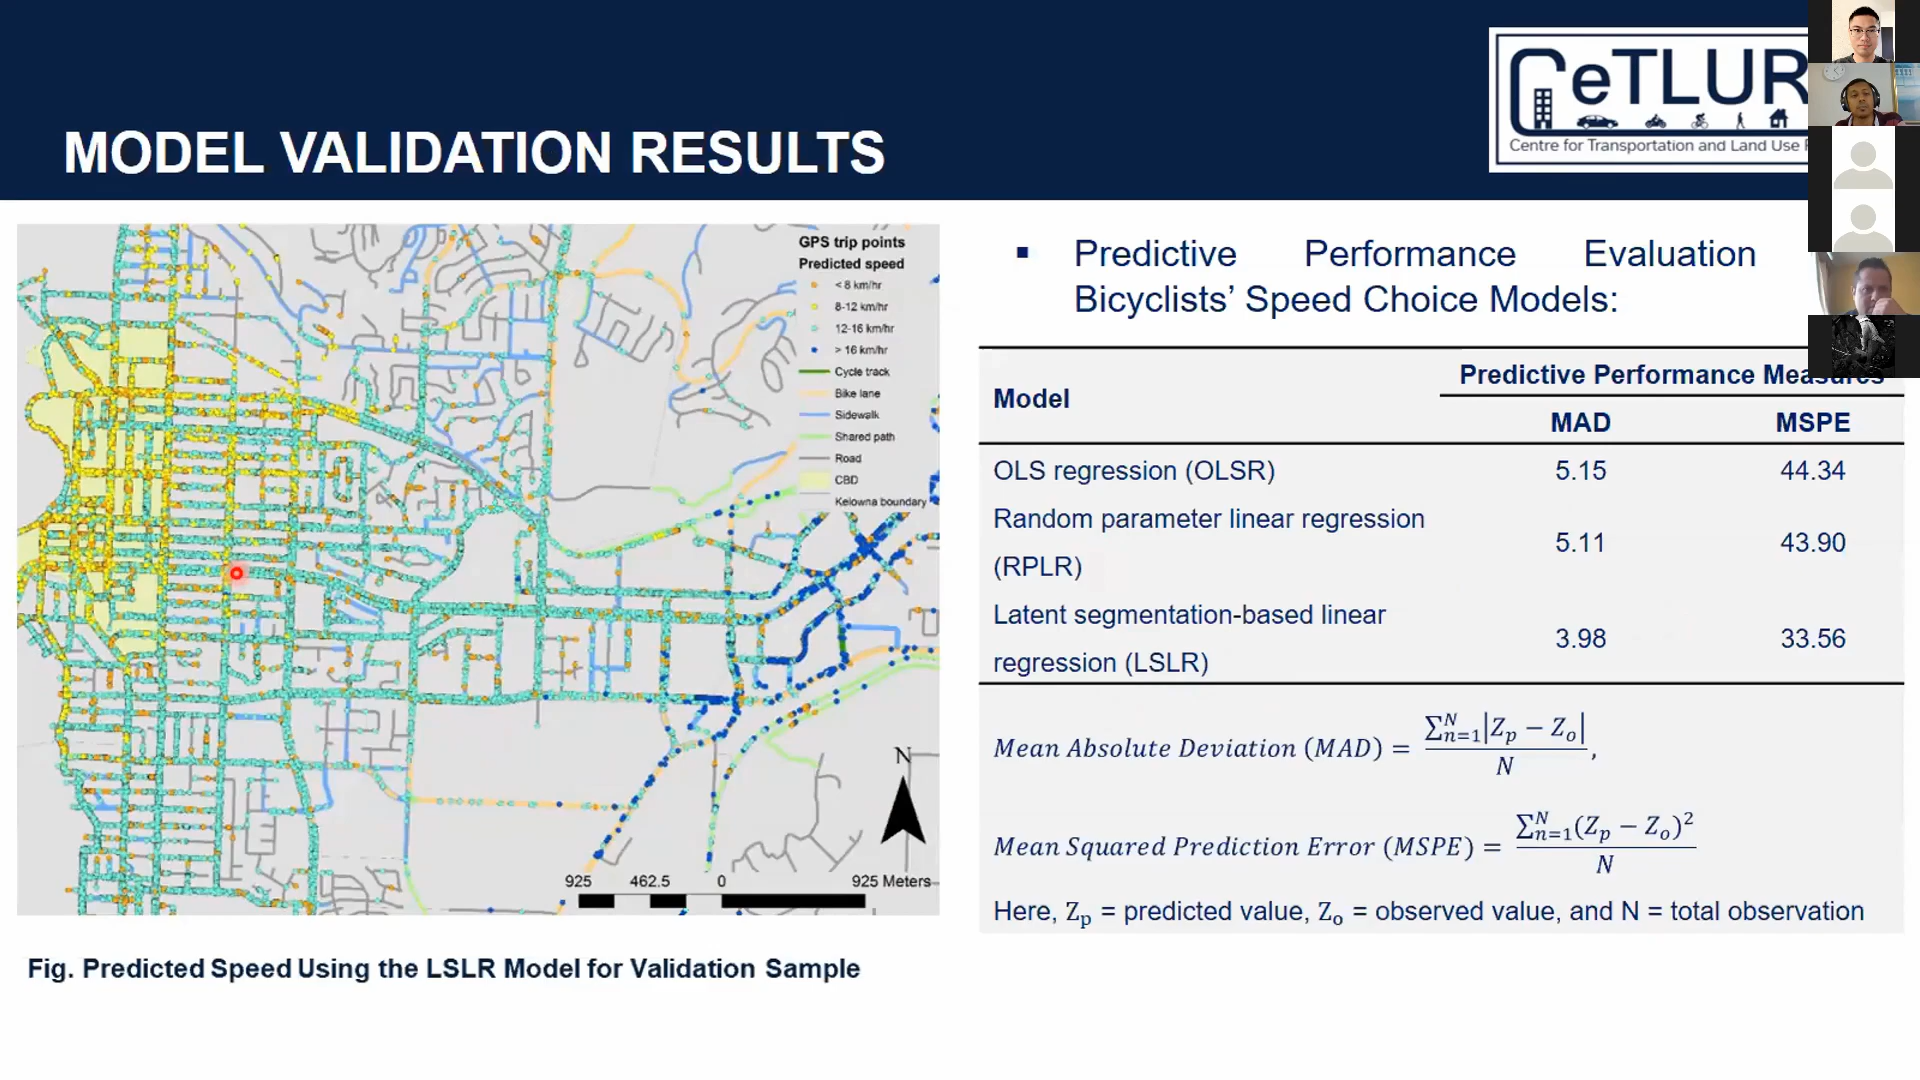 MODEL VALIDATION RESULTS
CeTLUR
Centre for Transportation and Land Use
GPS trip points
Predicted speed
< 8 km/hr
8-12 km/hr
12-16 km/hr
> 16 km/hr
Cycle track
Bike lane
Sidewalk
Shared path
Road
CBD
Kelowna boundary
N
925 462.5 0 925 Meters
Fig. Predicted Speed Using the LSLR Model for Validation Sample
▪ Predictive Performance Evaluation
Bicyclists’ Speed Choice Models:
Model
Predictive Performance Measures
MAD MSPE
OLS regression (OLSR) 5.15 44.34
Random parameter linear regression
(RPLR) 5.11 43.90
Latent segmentation-based linear
regression (LSLR) 3.98 33.56
Mean Absolute Deviation (MAD) = \frac{\sum_{n=1}^{N}|Z_p − Z_o|}{N},
Mean Squared Prediction Error (MSPE) = \frac{\sum_{n=1}^{N}(Z_p − Z_o)^2}{N}
Here, Z_p = predicted value, Z_o = observed value, and N = total observation